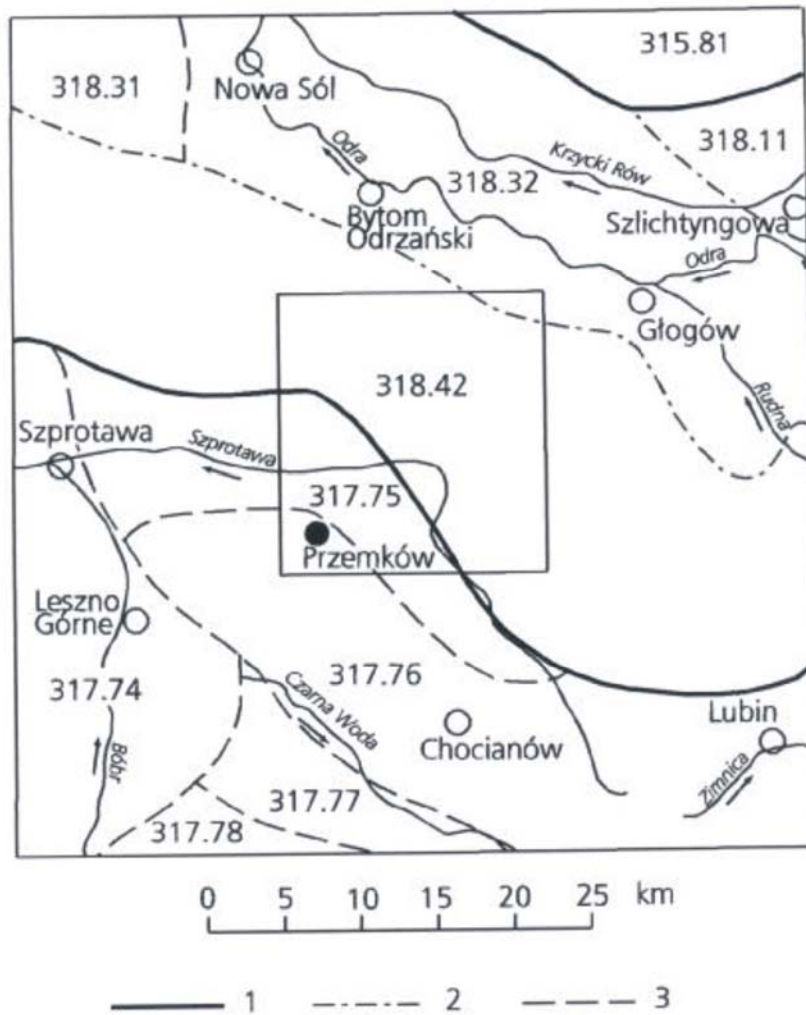 315.81
318.31
Nowa Sól
318.11
Odra
Krzycki Rów
318.32
Bytom
Odrzański
Szlichtyngowa
Odra
Głogów
318.42
Rudna
Szprotawa
Szprotawa
317.75
Przemków
Leszno
Górne
317.76
317.74
Czarna Woda
Chocianów
Lubin
Bóbr
Zimnica
317.77
317.78
0 5 10 15 20 25 km
1 2 3